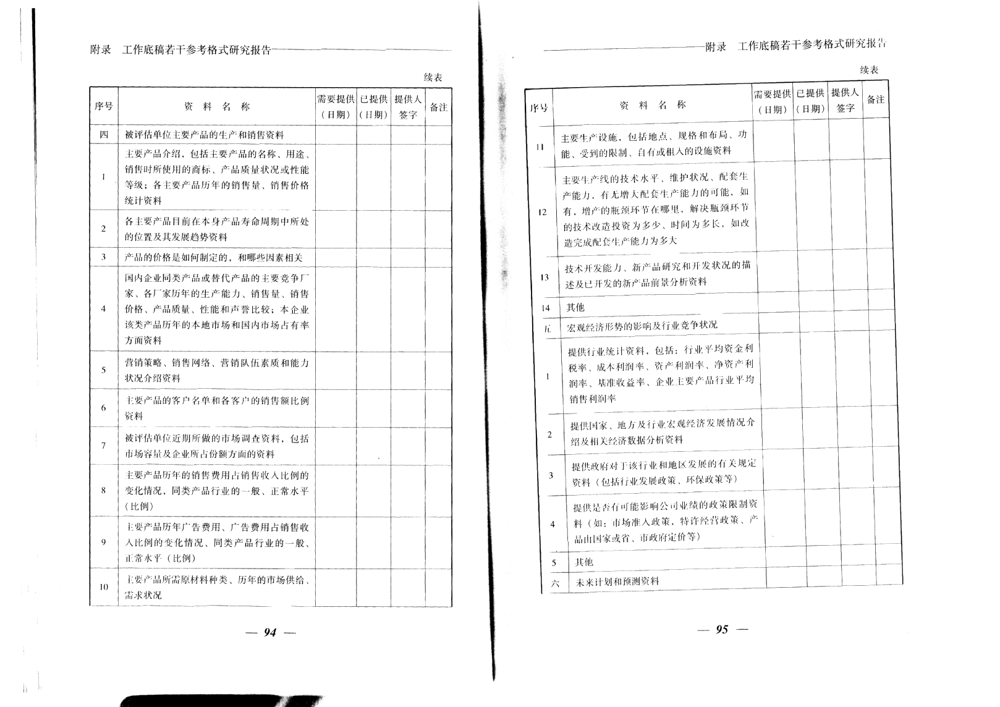 附录　工作底稿若干参考格式研究报告
续表
序号　资 料 名 称　需要提供（日期）　已提供（日期）　提供人签字　备注
四　被评估单位主要产品的生产和销售资料
1　主要产品介绍，包括主要产品的名称、用途、
销售时所使用的商标、产品质量状况或性能
等级；各主要产品历年的销售量、销售价格
统计资料
2　各主要产品目前在本身产品寿命周期中所处
的位置及其发展趋势资料
3　产品的价格是如何制定的，和哪些因素相关
4　国内企业同类产品或替代产品的主要竞争厂
家、各厂家历年的生产能力、销售量、销售
价格、产品质量、性能和声誉比较；本企业
该类产品历年的本地市场和国内市场占有率
方面资料
5　营销策略、销售网络、营销队伍素质和能力
状况介绍资料
6　主要产品的客户名单和各客户的销售额比例
资料
7　被评估单位近期所做的市场调查资料，包括
市场容量及企业所占份额方面的资料
8　主要产品历年的销售费用占销售收入比例的
变化情况，同类产品行业的一般、正常水平
（比例）
9　主要产品历年广告费用、广告费用占销售收
入比例的变化情况、同类产品行业的一般、
正常水平（比例）
10　主要产品所需原材料种类、历年的市场供给、
需求状况
— 94 —
附录　工作底稿若干参考格式研究报告
续表
序号　资 料 名 称　需要提供（日期）　已提供（日期）　提供人签字　备注
11　主要生产设施，包括地点、规格和布局、功
能、受到的限制、自有或租入的设施资料
12　主要生产线的技术水平、维护状况、配套生
产能力、有尢增大配套生产能力的可能，如
有，增产的瓶颈环节在哪里，解决瓶颈环节
的技术改造投资为多少、时间为多长，如改
造完成配套生产能力为多大
13　技术开发能力、新产品研究和开发状况的描
述及已开发的新产品前景分析资料
14　其他
五　宏观经济形势的影响及行业竞争状况
1　提供行业统计资料，包括：行业平均资金利
税率、成本利润率、资产利润率、净资产利
润率、基准收益率、企业主要产品行业平均
销售利润率
2　提供国家、地方及行业宏观经济发展情况介
绍及相关经济数据分析资料
3　提供政府对于该行业和地区发展的有关规定
资料（包括行业发展政策、环保政策等）
4　提供是否有可能影响公司业绩的政策限制资
料（如：市场准入政策，特许经营政策、产
品由国家或省、市政府定价等）
5　其他
六　未来计划和预测资料
— 95 —